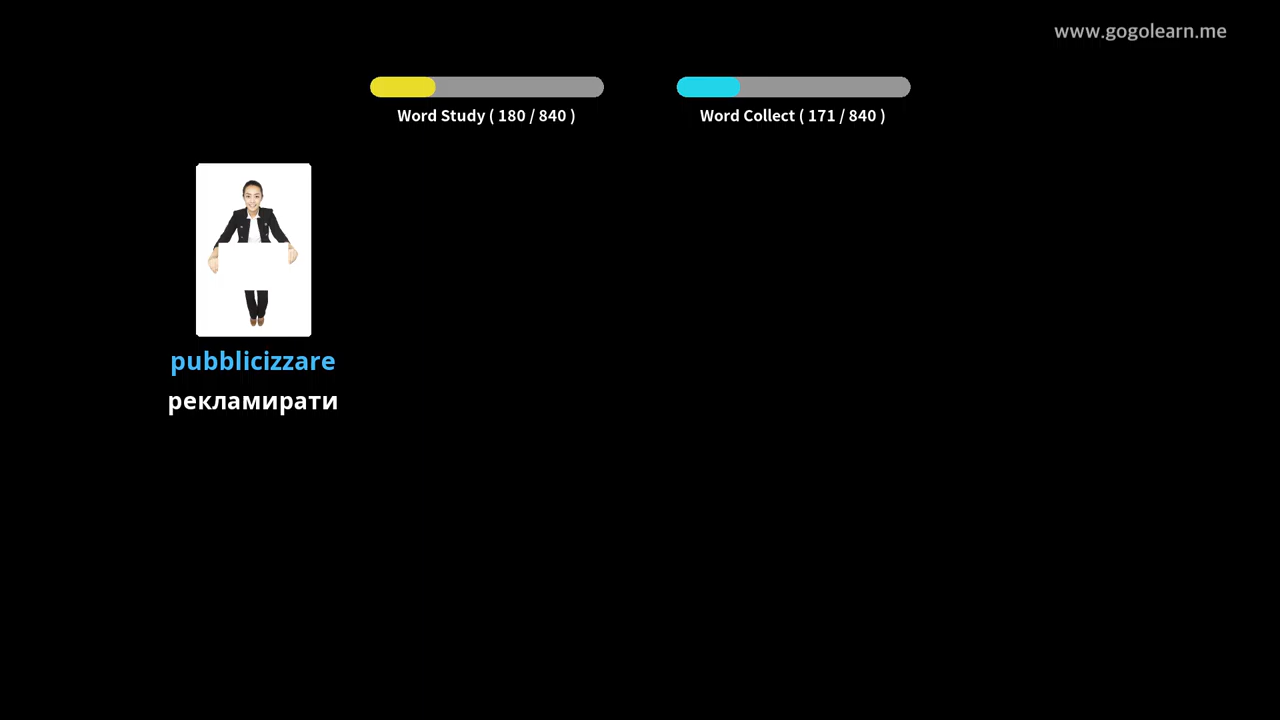 www.gogolearn.me
Word Study ( 180 / 840 )
Word Collect ( 171 / 840 )
pubblicizzare
рекламирати